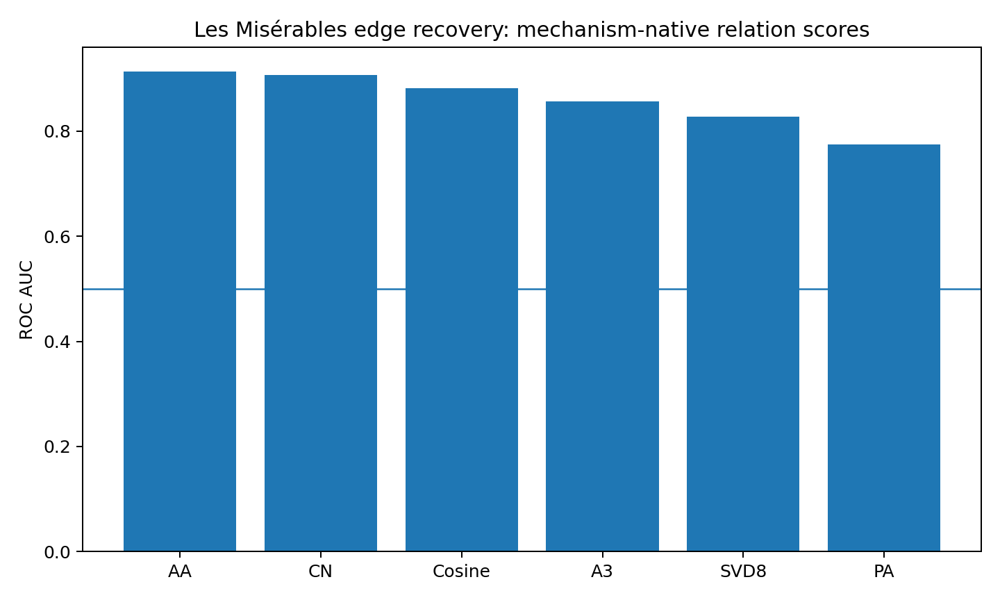 Les Misérables edge recovery: mechanism-native relation scores
ROC AUC
0.8
0.6
0.4
0.2
0.0
AA CN Cosine A3 SVD8 PA